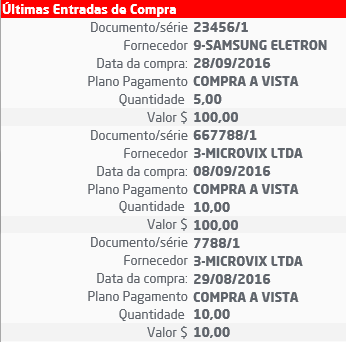 Últimas Entradas de Compra
Documento/série 23456/1
Fornecedor 9-SAMSUNG ELETRON
Data da compra: 28/09/2016
Plano Pagamento COMPRA A VISTA
Quantidade 5,00
Valor $ 100,00
Documento/série 667788/1
Fornecedor 3-MICROVIX LTDA
Data da compra: 08/09/2016
Plano Pagamento COMPRA A VISTA
Quantidade 10,00
Valor $ 100,00
Documento/série 7788/1
Fornecedor 3-MICROVIX LTDA
Data da compra: 29/08/2016
Plano Pagamento COMPRA A VISTA
Quantidade 10,00
Valor $ 10,00